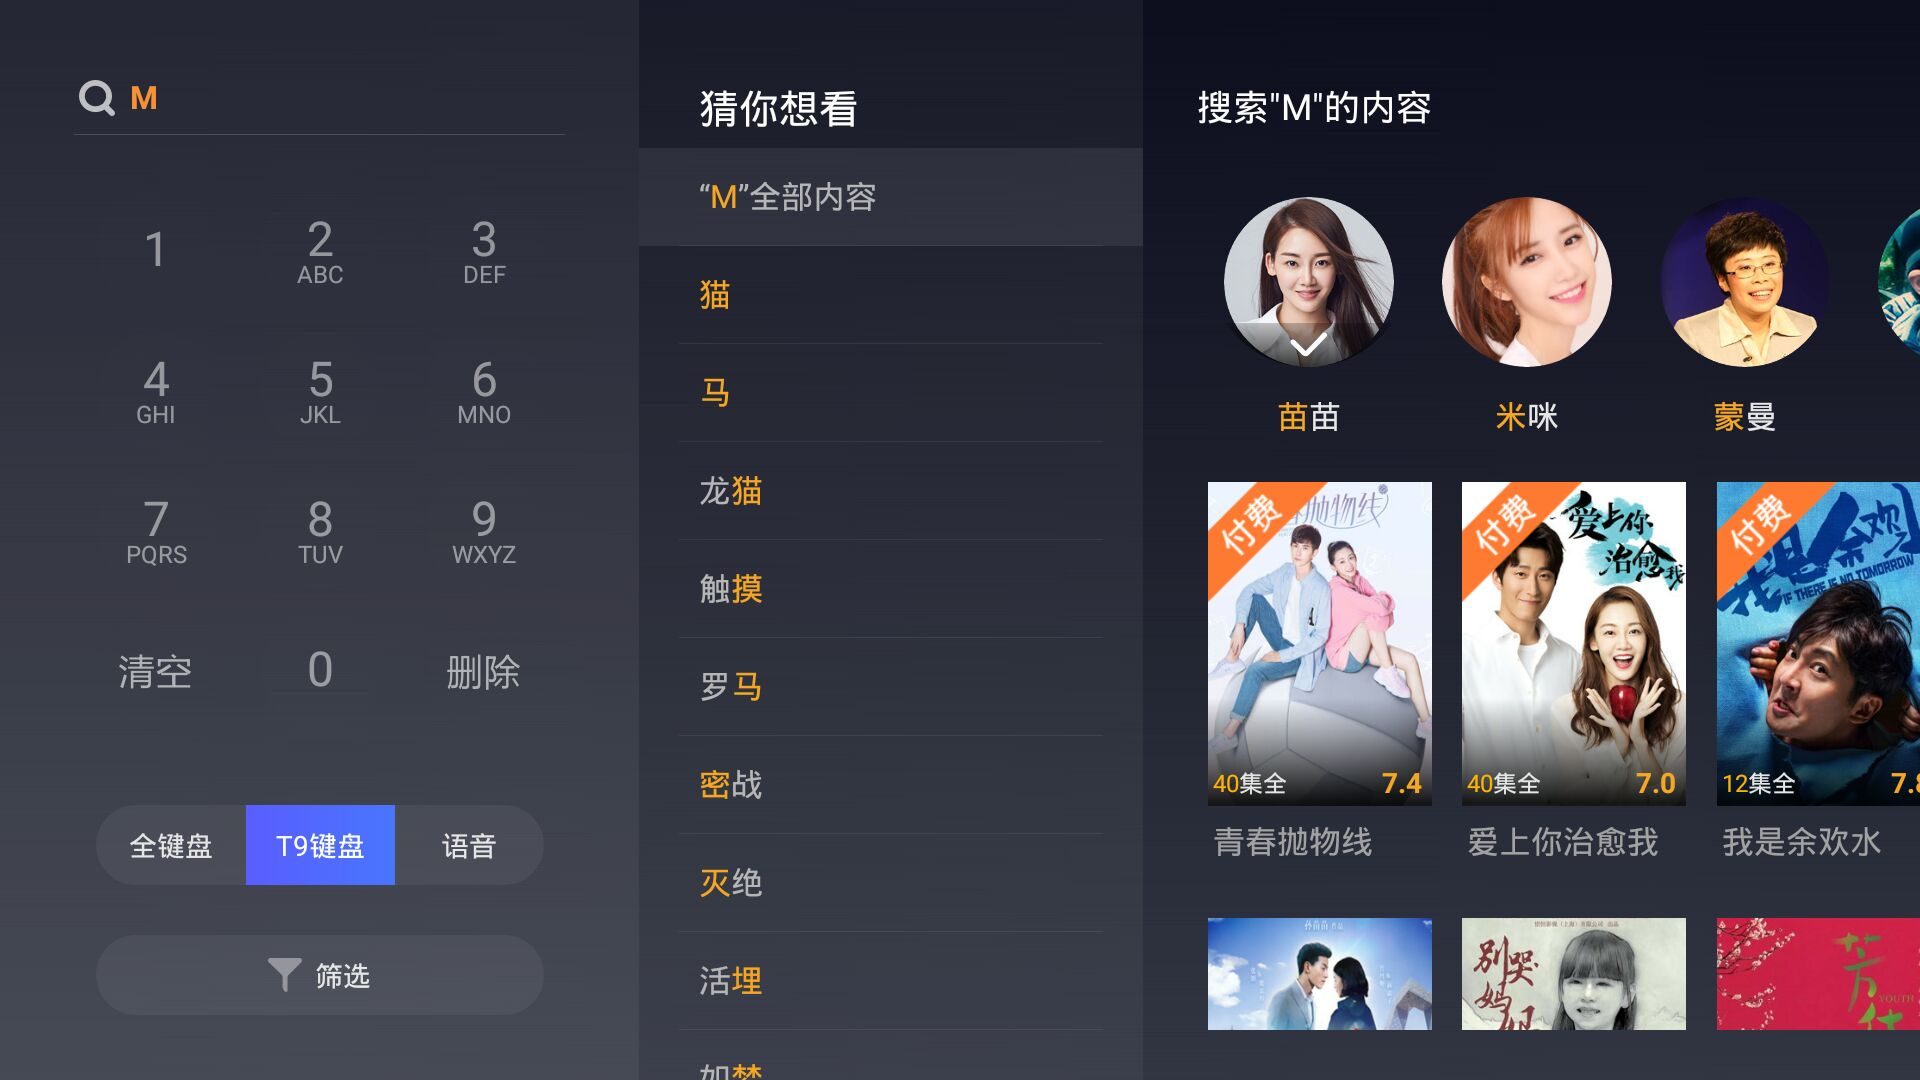 M
1
2
ABC
3
DEF
4
GHI
5
JKL
6
MNO
7
PQRS
8
TUV
9
WXYZ
清空
0
删除
全键盘
T9键盘
语音
筛选
猜你想看
“M”全部内容
猫
马
龙猫
触摸
罗马
密战
灭绝
活埋
如梦
搜索"M"的内容
苗苗
米咪
蒙曼
付费
抛物线
40集全
7.4
青春抛物线
付费
爱上你
治愈我
40集全
7.0
爱上你治愈我
付费
我是余欢
IF THERE IS NO TOMORROW
12集全
7.8
我是余欢水
孙苗苗
别哭
妈妈
芳华
YOUTH